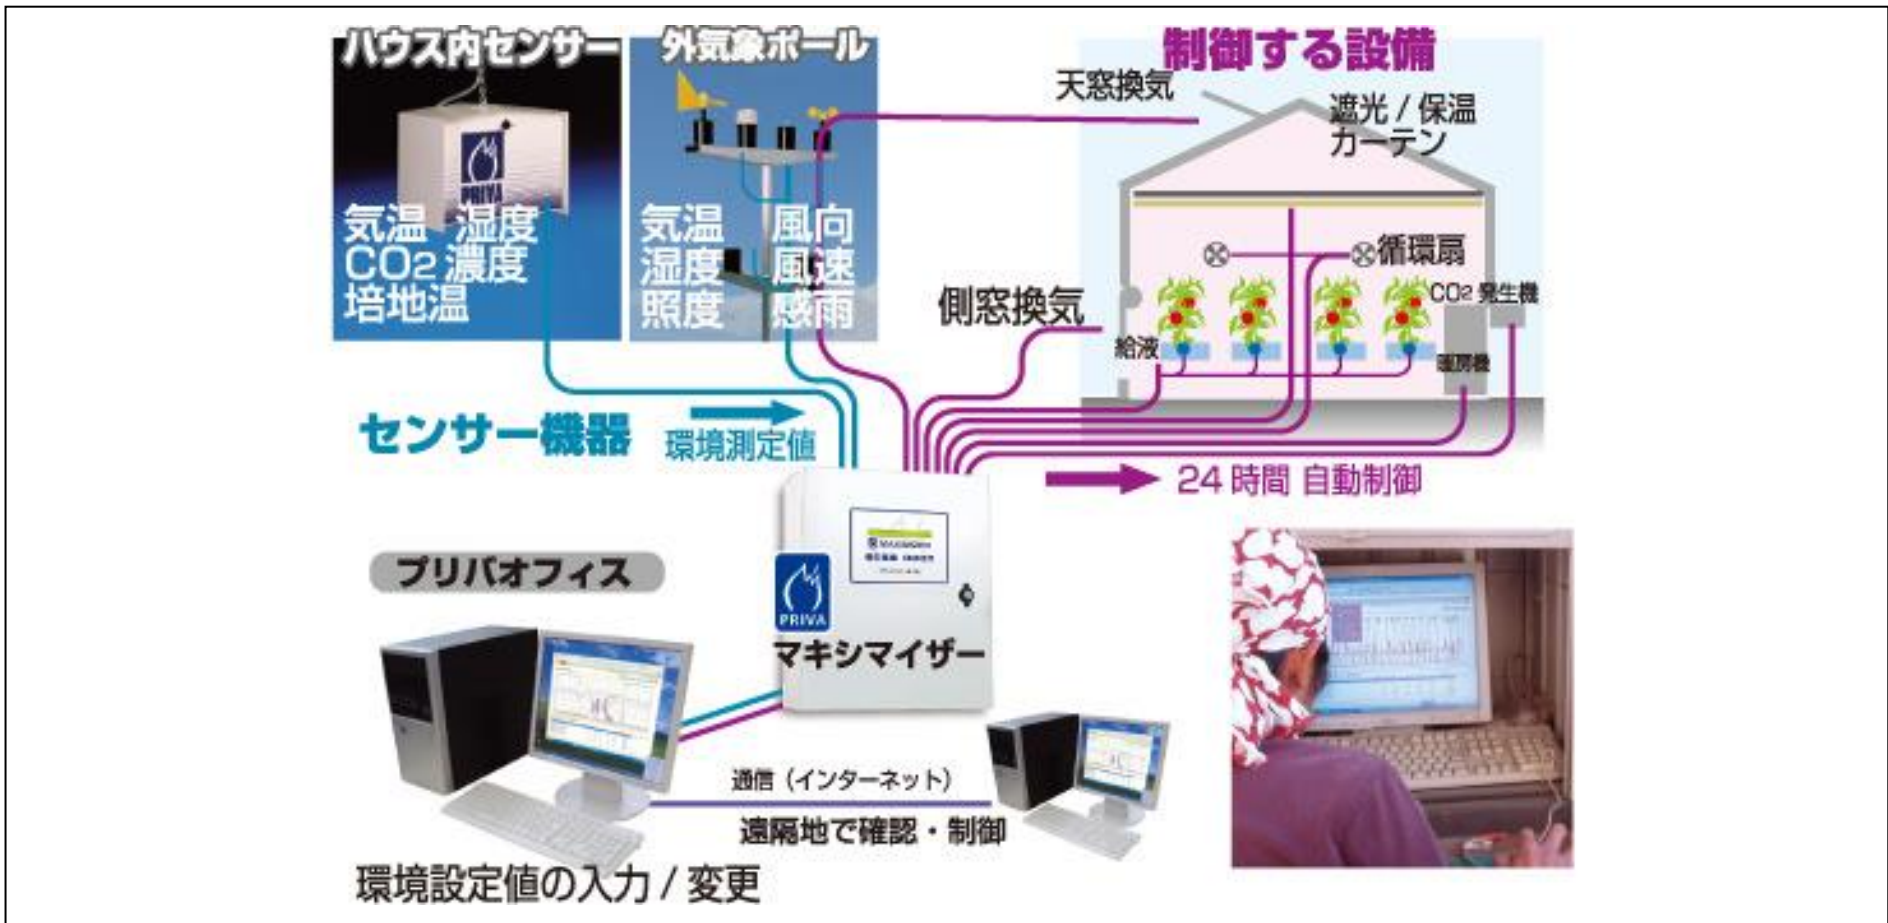 ハウス内センサー
PRIVA
気温 湿度
CO2 濃度
培地温
外気象ポール
気温 風向
湿度 風速
照度 感雨
制御する設備
天窓換気
遮光 / 保温
カーテン
循環扇
側窓換気
CO2 発生機
給液
暖房機
センサー機器
環境測定値
24 時間 自動制御
プリバオフィス
PRIVA
マキシマイザー
通信（インターネット）
遠隔地で確認・制御
環境設定値の入力 / 変更